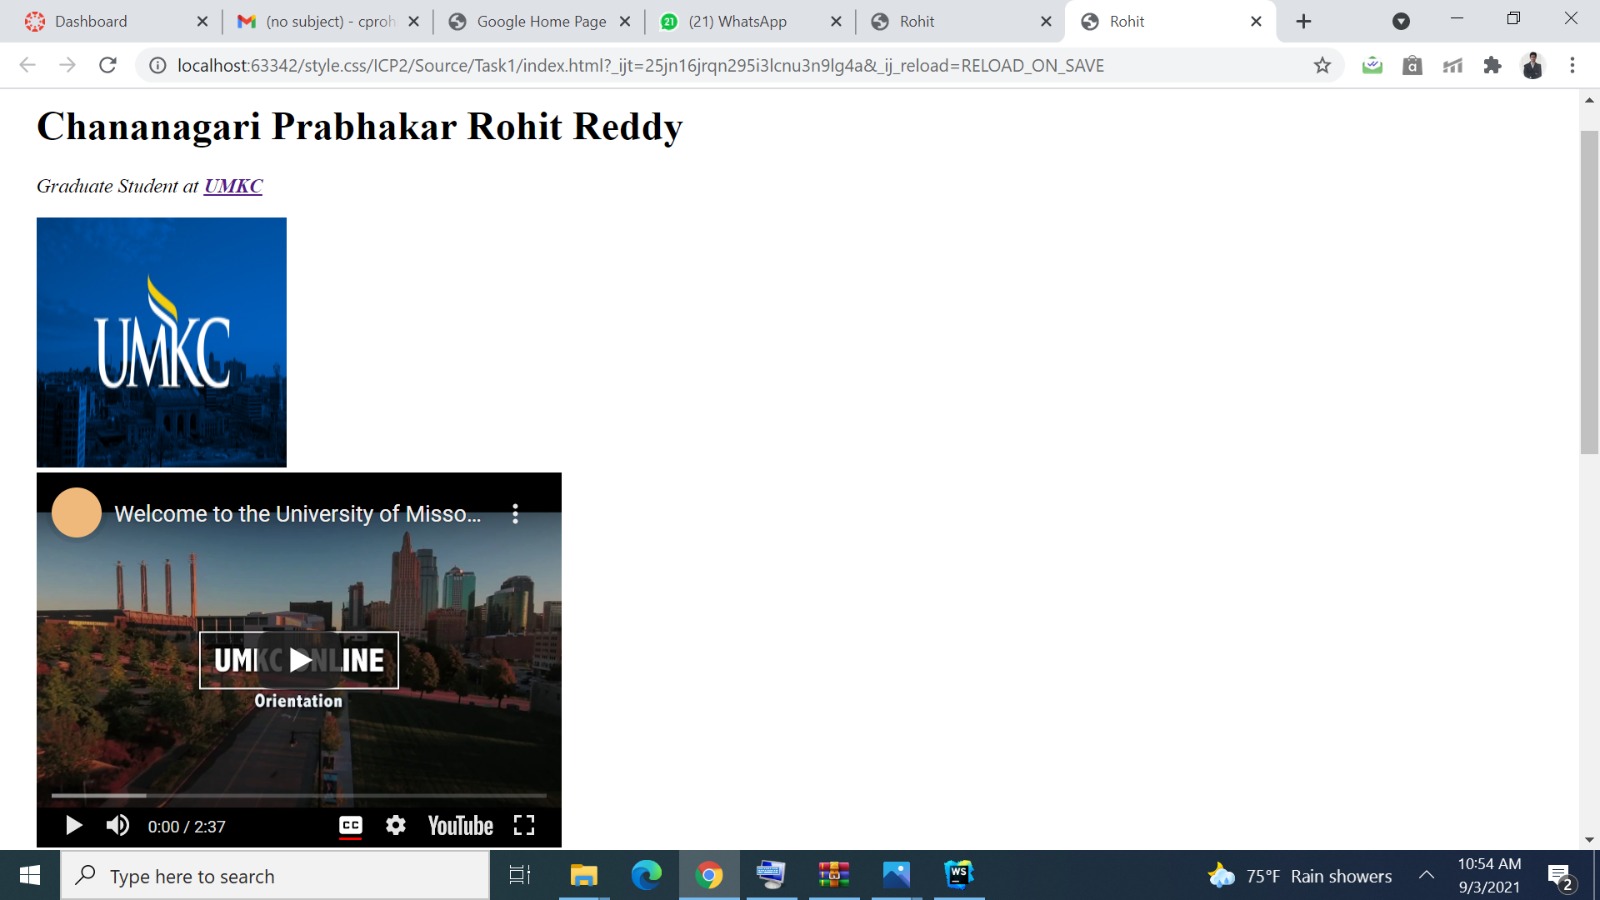 Dashboard
(no subject) - cproh
Google Home Page
21
(21) WhatsApp
Rohit
Rohit
localhost:63342/style.css/ICP2/Source/Task1/index.html?_ijt=25jn16jrqn295i3lcnu3n9lg4a&_ij_reload=RELOAD_ON_SAVE
Chananagari Prabhakar Rohit Reddy
Graduate Student at UMKC
UMKC
Welcome to the University of Misso...
UMKC ONLINE
Orientation
0:00 / 2:37
CC
YouTube
Type here to search
WS
75°F Rain showers
10:54 AM
9/3/2021
2